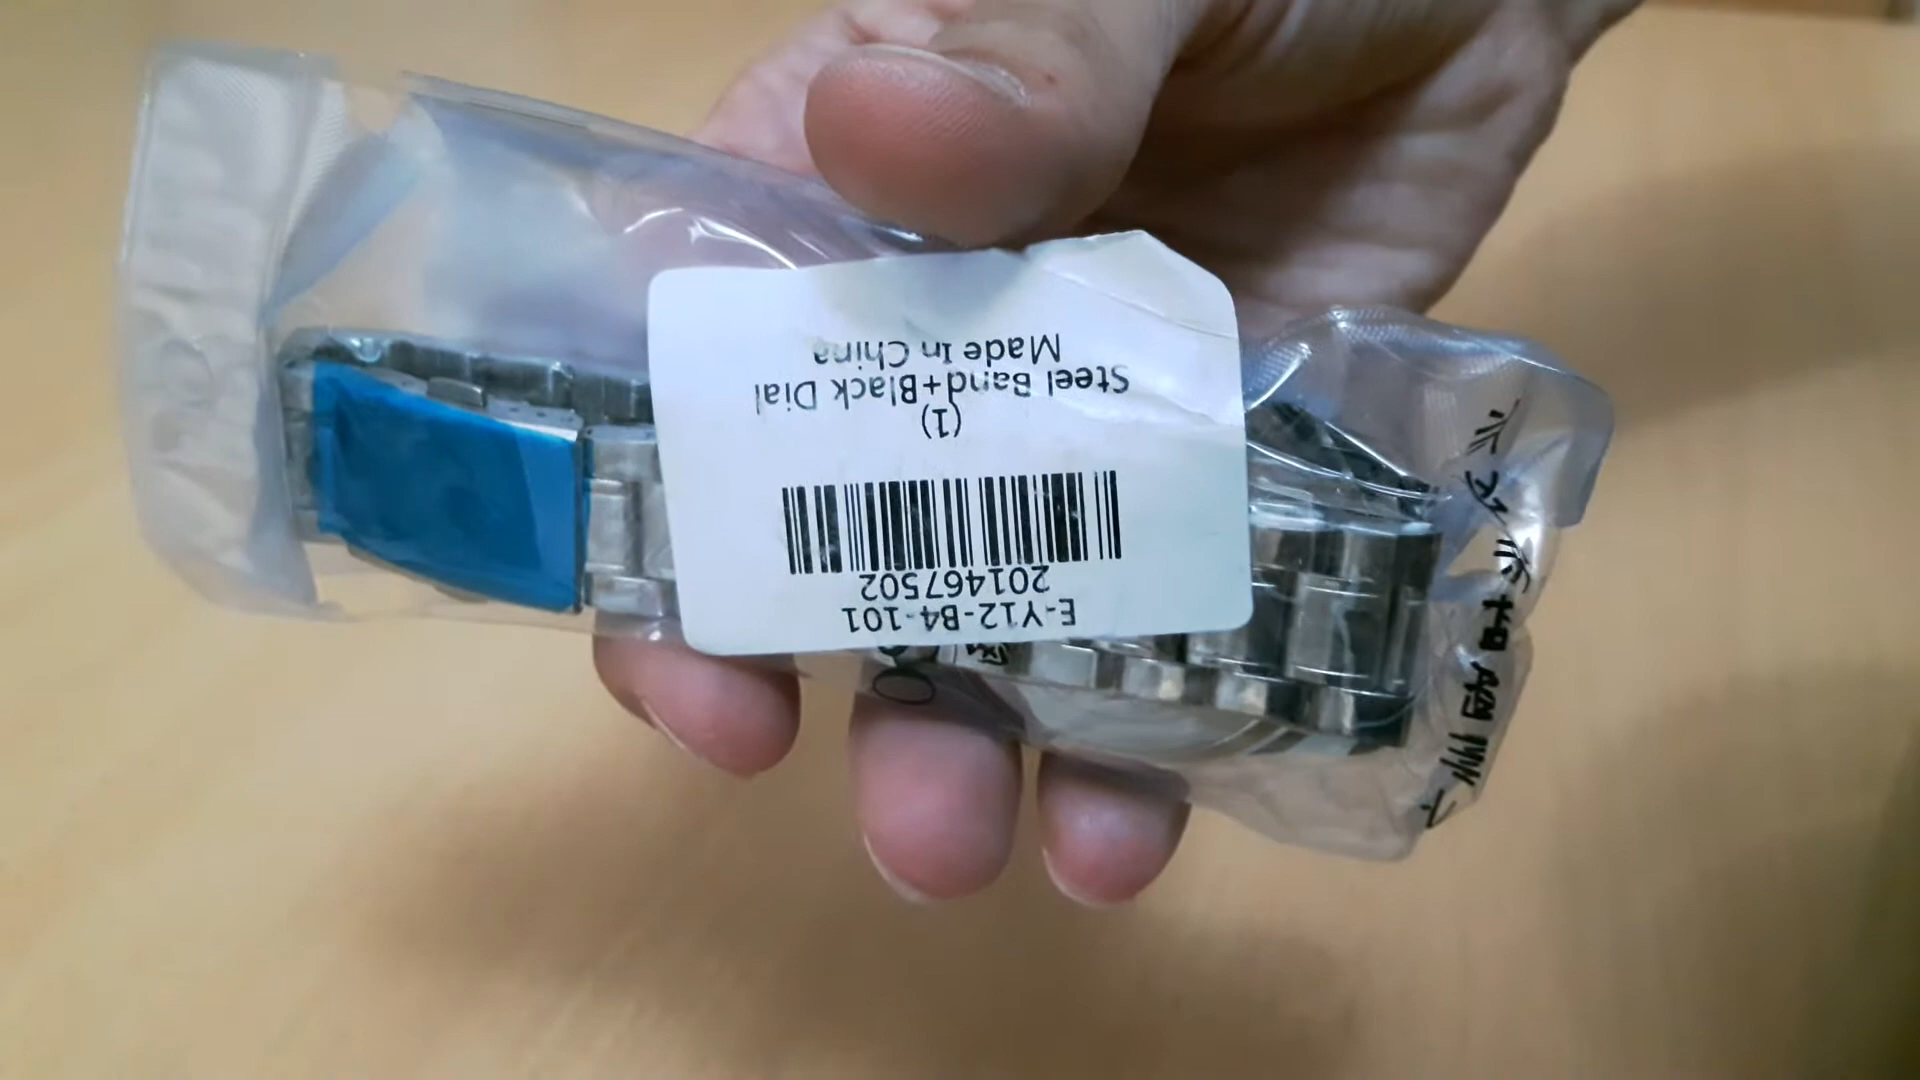 E-Y12-B4-101
201467502
(1)
Steel Band+Black Dial
Made In China